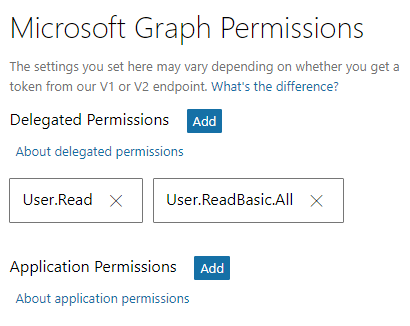 Microsoft Graph Permissions
The settings you set here may vary depending on whether you get a
token from our V1 or V2 endpoint. What's the difference?
Delegated Permissions Add
About delegated permissions
User.Read User.ReadBasic.All
Application Permissions Add
About application permissions